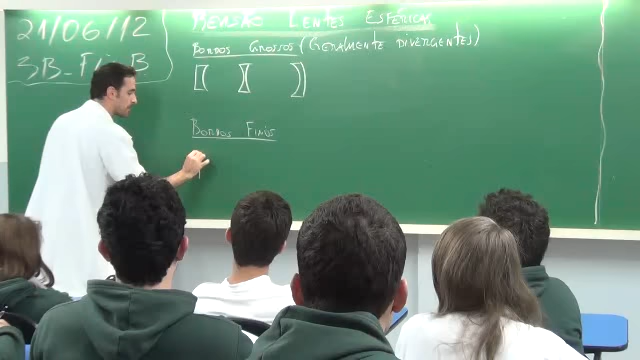 21/06/12
3B_Fís_B
REVISÃO LENTES ESFÉRICAS
BORDOS GROSSOS (GERALMENTE DIVERGENTES)
BORDOS FINOS